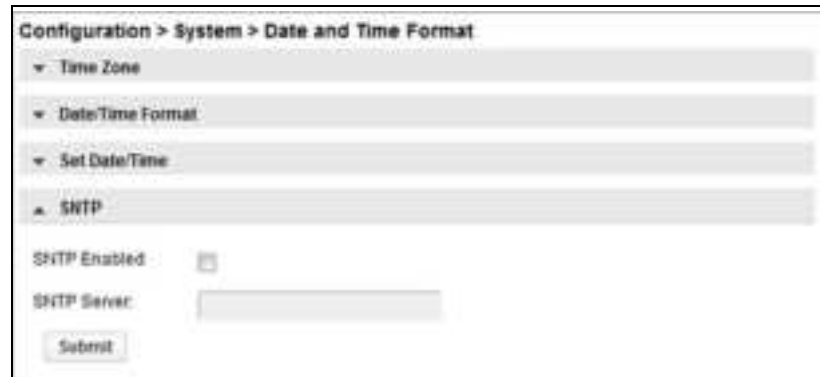 Configuration > System > Date and Time Format
Time Zone
Date/Time Format
Set Date/Time
SNTP
SNTP Enabled
SNTP Server:
Submit